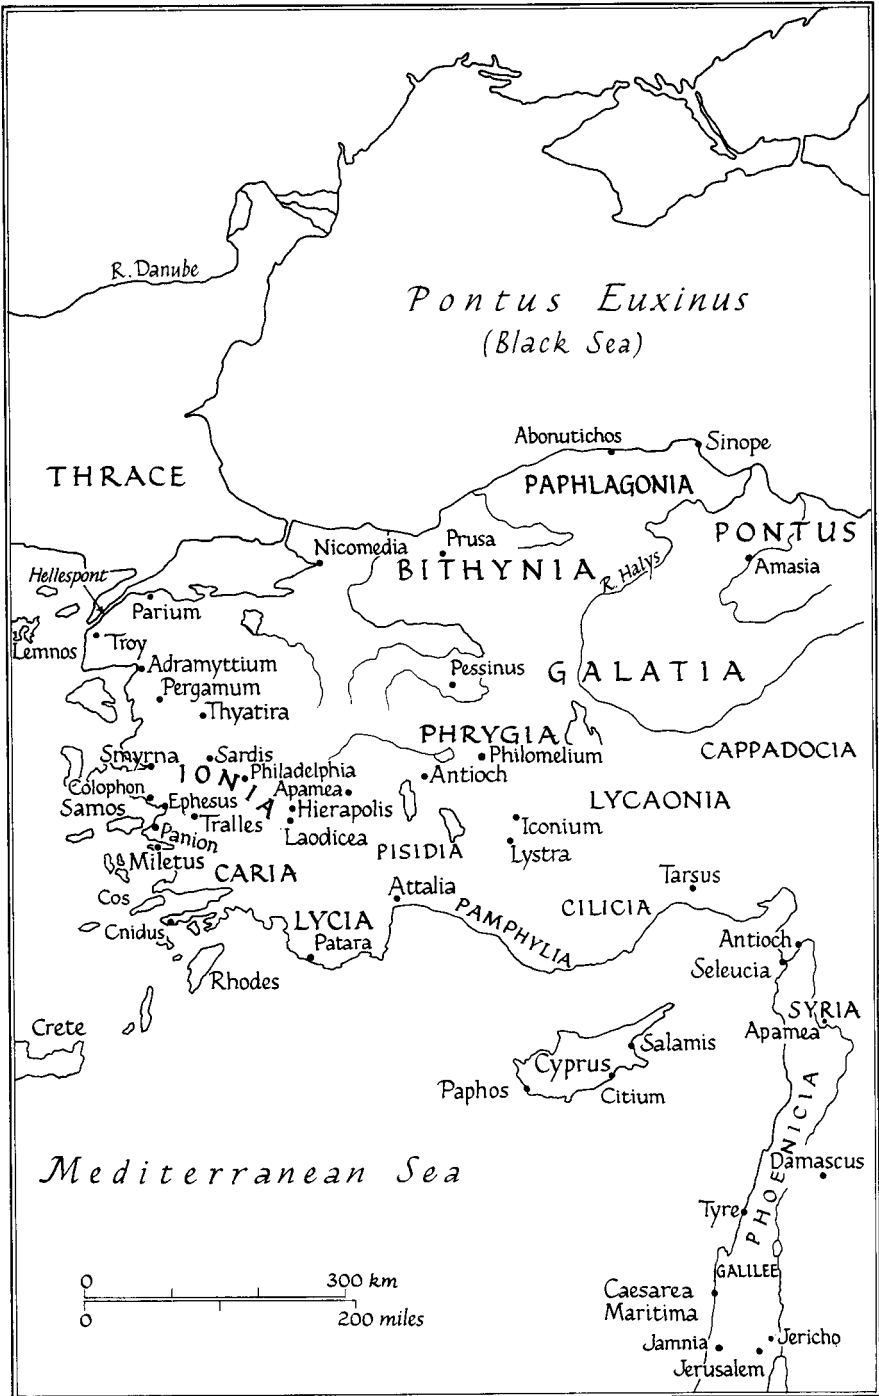 R. Danube
Pontus Euxinus
(Black Sea)
Abonutichos
Sinope
THRACE
PAPHLAGONIA
PONTUS
Nicomedia
Prusa
BITHYNIA
R. Halys
Amasia
Hellespont
Parium
Lemnos
Troy
Adramyttium
Pergamum
Thyatira
Pessinus
GALATIA
PHRYGIA
Philomelium
CAPPADOCIA
Smyrna
Sardis
IONIA
Philadelphia
Antioch
Colophon
Apamea
Samos
Ephesus
Hierapolis
LYCAONIA
Tralles
Iconium
Panion
Laodicea
PISIDIA
Lystra
Miletus
CARIA
Tarsus
Cos
Attalia
PAMPHYLIA
CILICIA
Cnidus
LYCIA
Patara
Antioch
Seleucia
Rhodes
SYRIA
Apamea
Crete
Salamis
Cyprus
Paphos
Citium
PHOENICIA
Mediterranean Sea
Damascus
Tyre
GALILEE
0 300 km
0 200 miles
Caesarea
Maritima
Jamnia
Jericho
Jerusalem